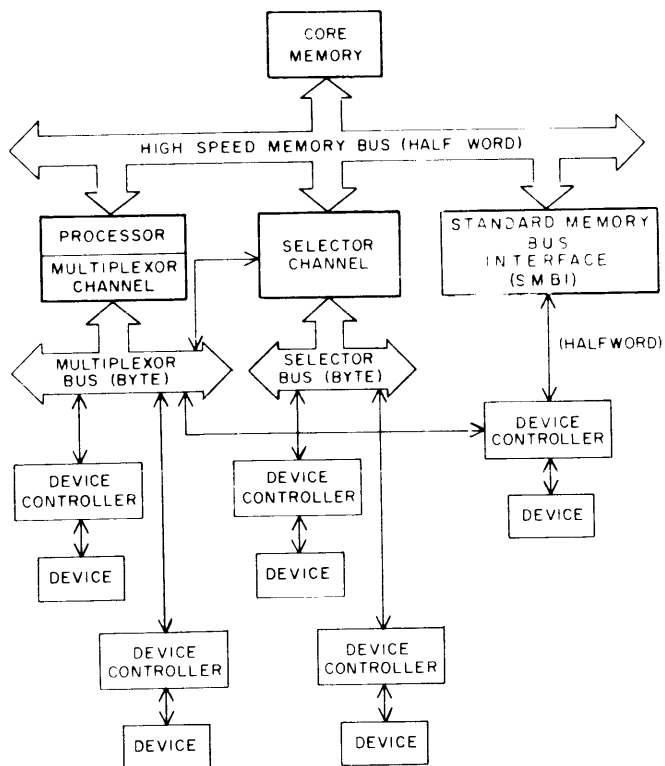 CORE
MEMORY
HIGH SPEED MEMORY BUS (HALF WORD)
PROCESSOR
MULTIPLEXOR
CHANNEL
SELECTOR
CHANNEL
STANDARD MEMORY
BUS
INTERFACE
(SMBI)
MULTIPLEXOR
BUS (BYTE)
SELECTOR
BUS (BYTE)
(HALFWORD)
DEVICE
CONTROLLER
DEVICE
CONTROLLER
DEVICE
CONTROLLER
DEVICE
DEVICE
DEVICE
DEVICE
CONTROLLER
DEVICE
CONTROLLER
DEVICE
DEVICE